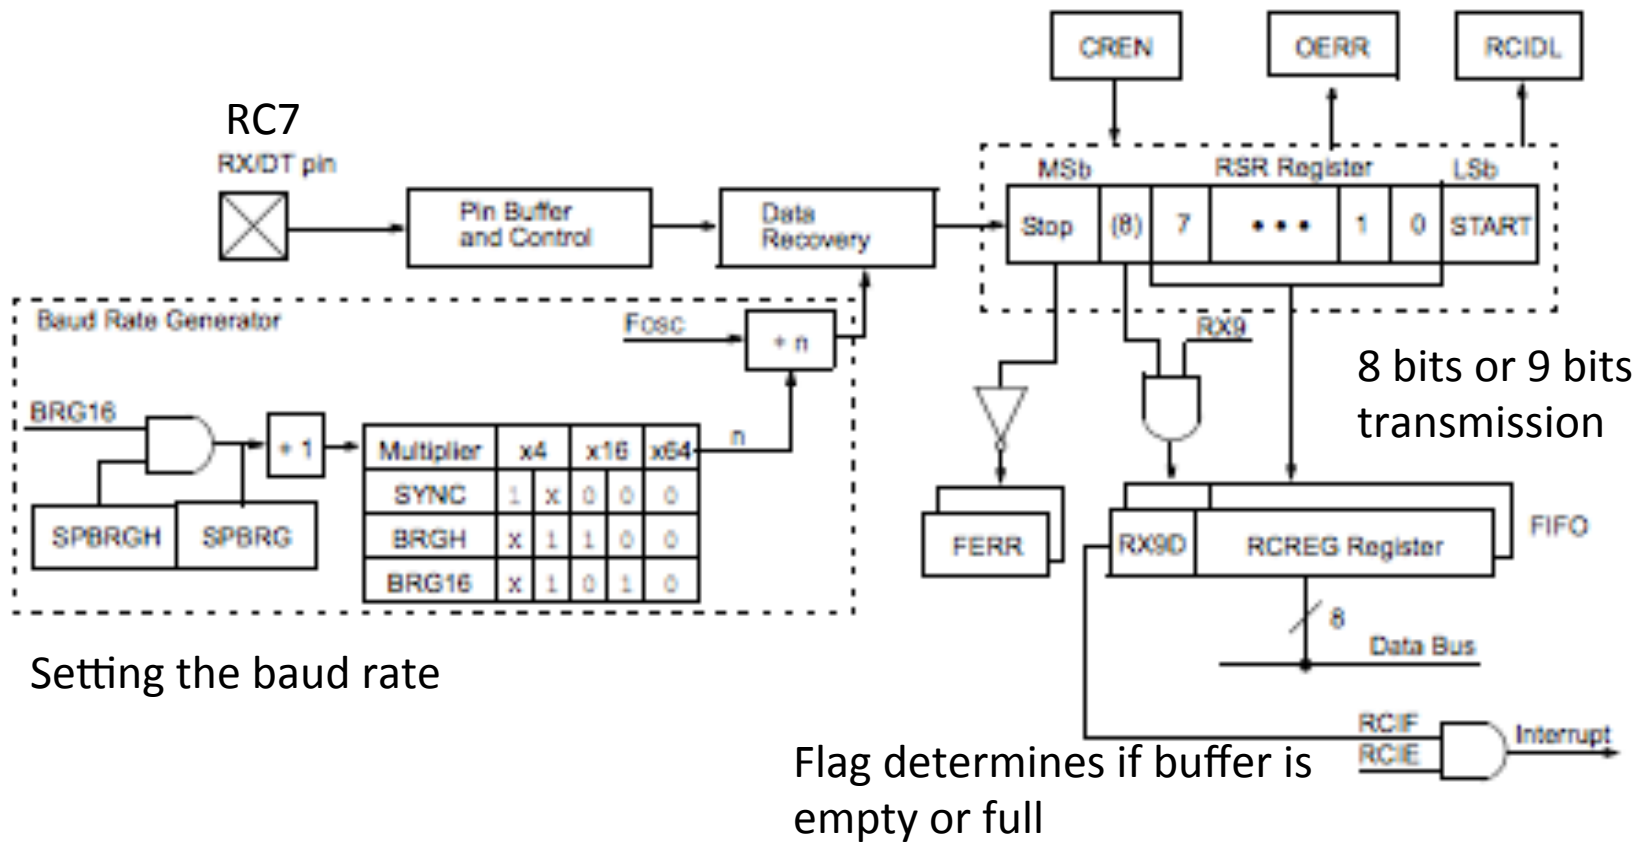 CREN
OERR
RCIDL
RC7
RX/DT pin
MSb
RSR Register
LSb
Pin Buffer
and Control
Data
Recovery
Stop (8) 7 • • • 1 0 START
Baud Rate Generator
FOSC
÷ n
RX9
8 bits or 9 bits
transmission
BRG16
+ 1
Multiplier x4 x16 x64
n
SYNC 1 x 0 0 0
BRGH x 1 1 0 0
BRG16 x 1 0 1 0
SPBRGH SPBRG
FERR
RX9D RCREG Register
FIFO
8
Data Bus
Setting the baud rate
RCIF
RCIE
Interrupt
Flag determines if buffer is
empty or full